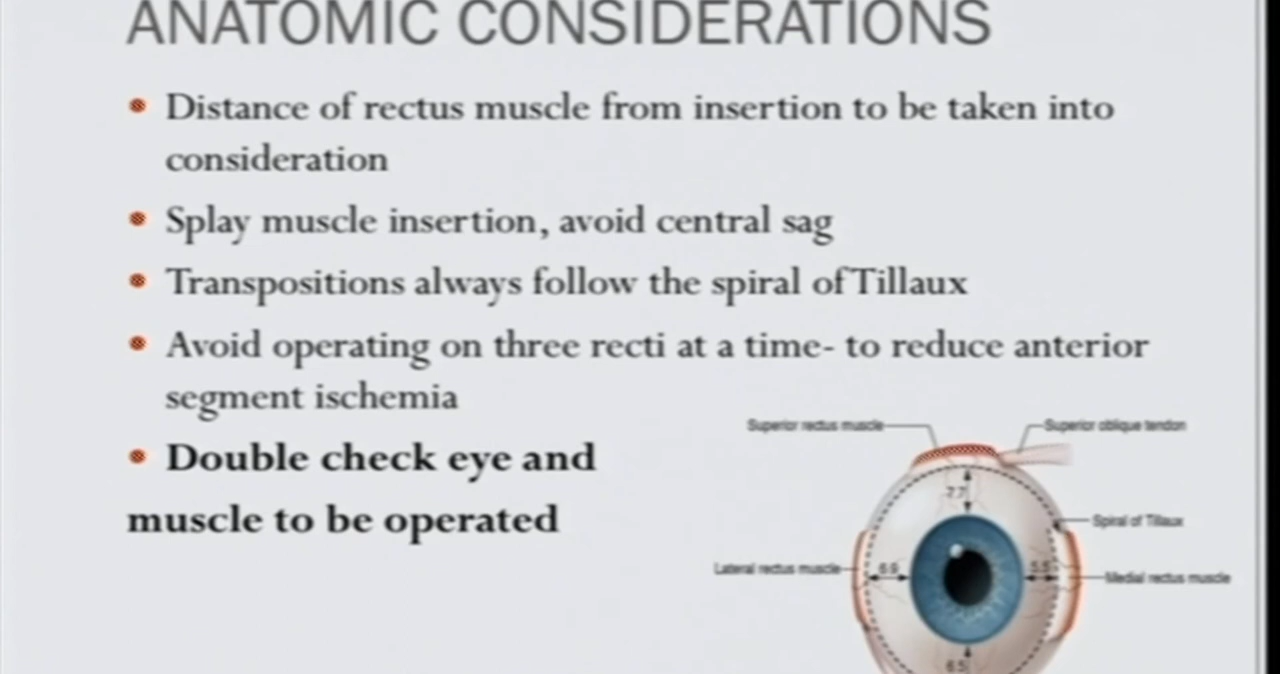 ANATOMIC CONSIDERATIONS
Distance of rectus muscle from insertion to be taken into
consideration
Splay muscle insertion, avoid central sag
Transpositions always follow the spiral of Tillaux
Avoid operating on three recti at a time- to reduce anterior
segment ischemia
Double check eye and
muscle to be operated
Superior rectus muscle
Superior oblique tendon
7.7
Spiral of Tillaux
Lateral rectus muscle
6.9
Medial rectus muscle
6.5